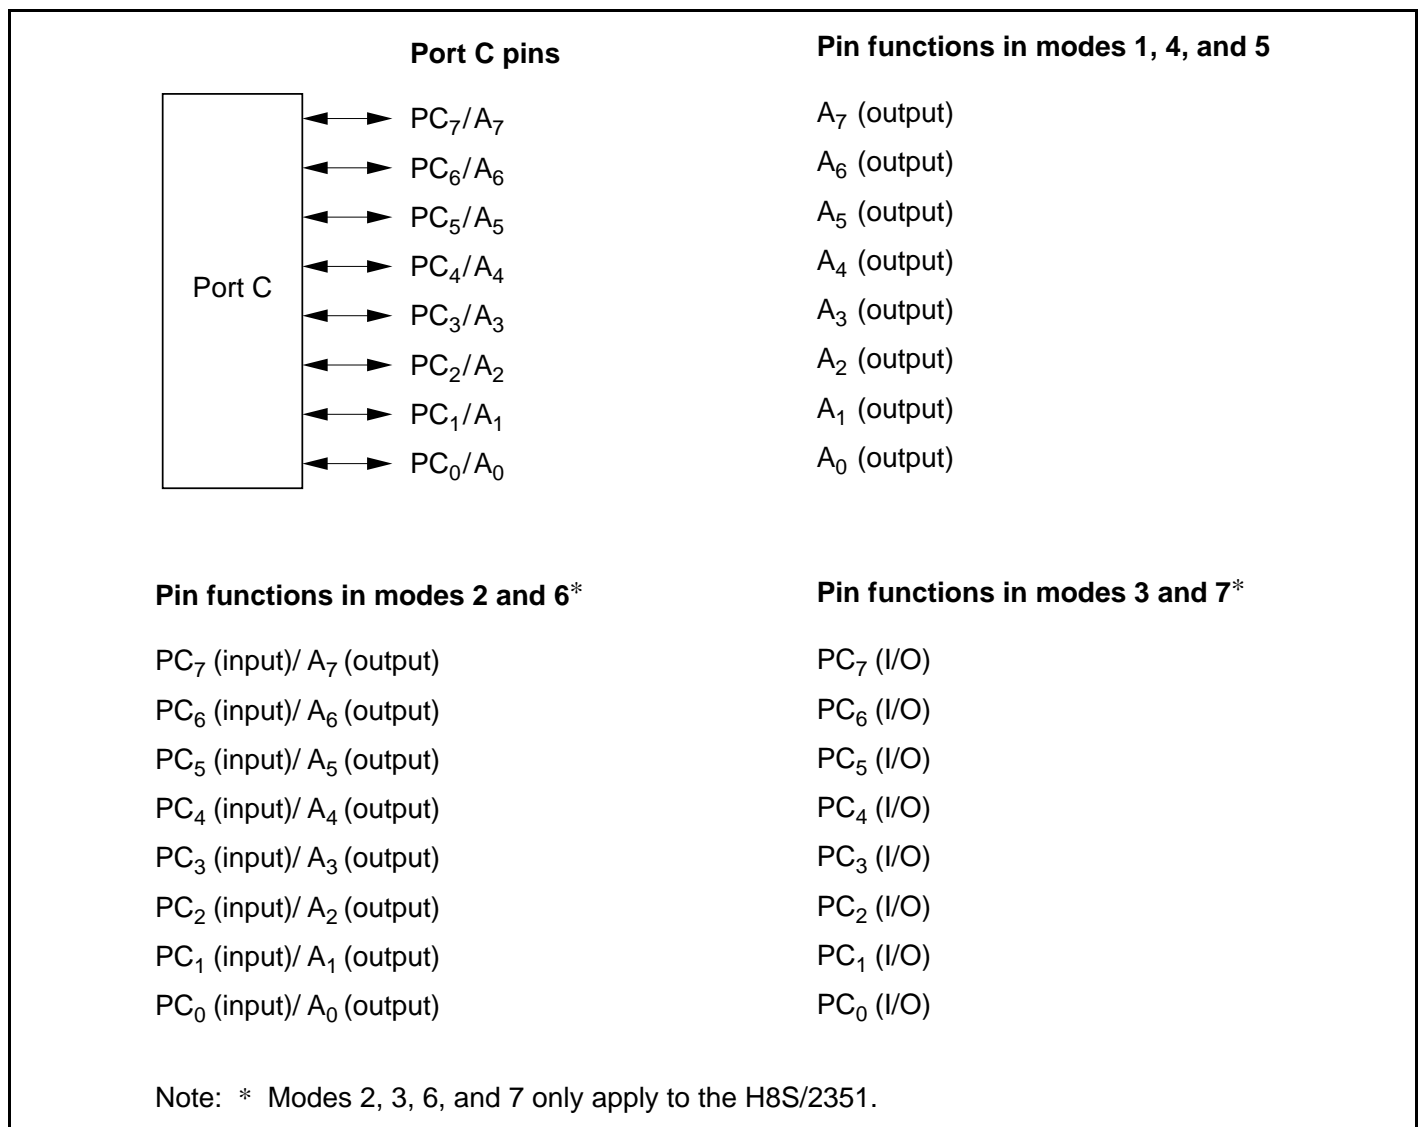 Port C pins
Pin functions in modes 1, 4, and 5
Port C
PC₇/A₇
PC₆/A₆
PC₅/A₅
PC₄/A₄
PC₃/A₃
PC₂/A₂
PC₁/A₁
PC₀/A₀
A₇ (output)
A₆ (output)
A₅ (output)
A₄ (output)
A₃ (output)
A₂ (output)
A₁ (output)
A₀ (output)
Pin functions in modes 2 and 6*
PC₇ (input)/ A₇ (output)
PC₆ (input)/ A₆ (output)
PC₅ (input)/ A₅ (output)
PC₄ (input)/ A₄ (output)
PC₃ (input)/ A₃ (output)
PC₂ (input)/ A₂ (output)
PC₁ (input)/ A₁ (output)
PC₀ (input)/ A₀ (output)
Pin functions in modes 3 and 7*
PC₇ (I/O)
PC₆ (I/O)
PC₅ (I/O)
PC₄ (I/O)
PC₃ (I/O)
PC₂ (I/O)
PC₁ (I/O)
PC₀ (I/O)
Note: * Modes 2, 3, 6, and 7 only apply to the H8S/2351.